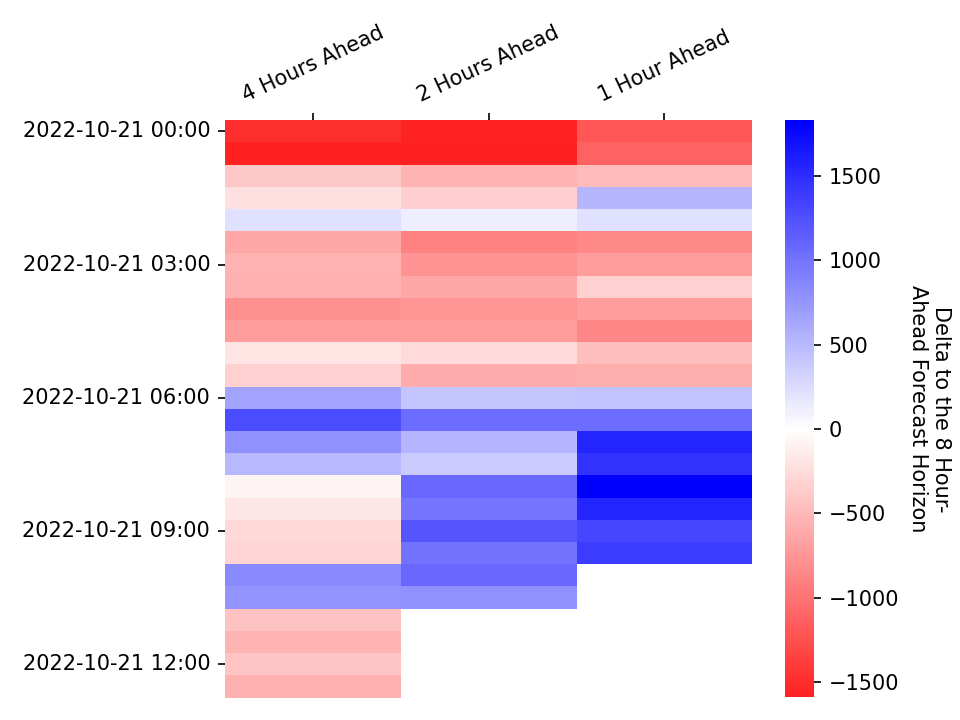 4 Hours Ahead
2 Hours Ahead
1 Hour Ahead
2022-10-21 00:00
2022-10-21 03:00
2022-10-21 06:00
2022-10-21 09:00
2022-10-21 12:00
1500
1000
500
0
−500
−1000
−1500
Delta to the 8 Hour-
Ahead Forecast Horizon